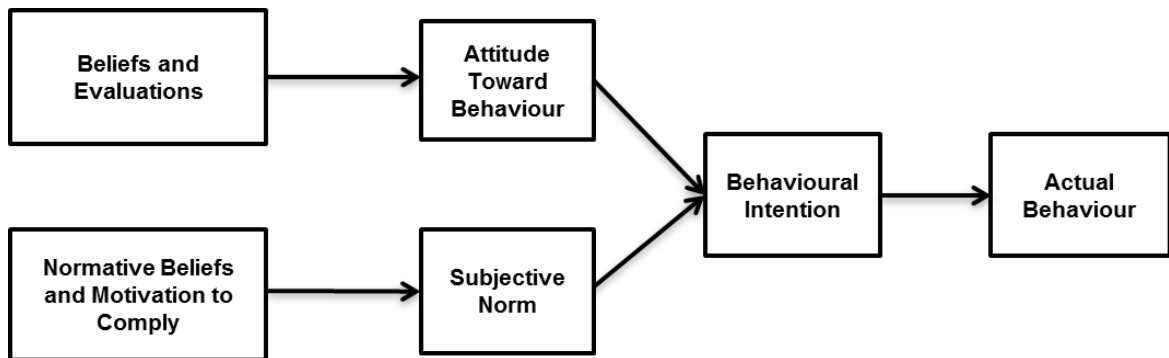 Beliefs and
Evaluations
Attitude
Toward
Behaviour
Behavioural
Intention
Actual
Behaviour
Normative Beliefs
and Motivation to
Comply
Subjective
Norm